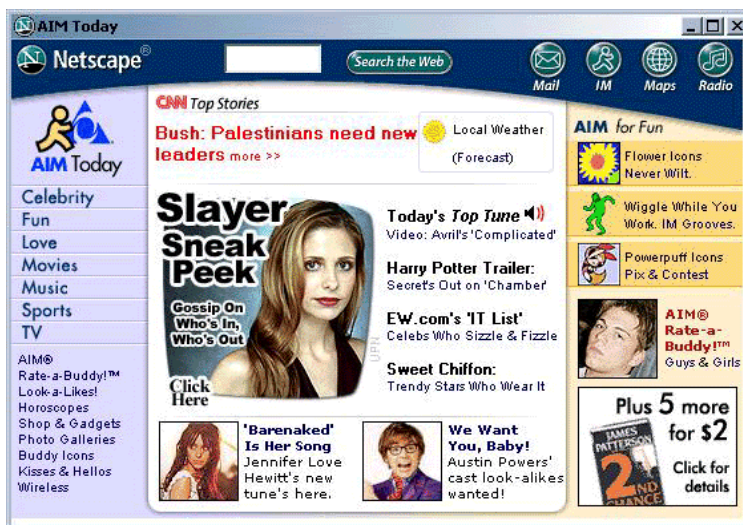 AIM Today
Netscape®
Search the Web
Mail
IM
Maps
Radio
AIM Today
Celebrity
Fun
Love
Movies
Music
Sports
TV
AIM®
Rate-a-Buddy!™
Look-a-Likes!
Horoscopes
Shop & Gadgets
Photo Galleries
Buddy Icons
Kisses & Hellos
Wireless
CNN Top Stories
Bush: Palestinians need new
leaders more >>
Local Weather
(Forecast)
Slayer
Sneak
Peek
Gossip On
Who's In,
Who's Out
Click
Here
UPN
Today's Top Tune
Video: Avril's 'Complicated'
Harry Potter Trailer:
Secret's Out on 'Chamber'
EW.com's 'IT List'
Celebs Who Sizzle & Fizzle
Sweet Chiffon:
Trendy Stars Who Wear It
'Barenaked'
Is Her Song
Jennifer Love
Hewitt's new
tune's here.
We Want
You, Baby!
Austin Powers'
cast look-alikes
wanted!
AIM for Fun
Flower Icons
Never Wilt.
Wiggle While You
Work. IM Grooves.
Powerpuff Icons
Pix & Contest
AIM®
Rate-a-
Buddy!™
Guys & Girls
Plus 5 more
for $2
Click for
details
JAMES
PATTERSON
2ND
CHANCE